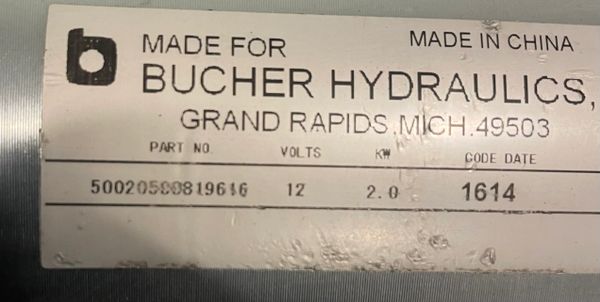 MADE FOR
MADE IN CHINA
BUCHER HYDRAULICS,
GRAND RAPIDS, MICH. 49503
PART NO. VOLTS KW CODE DATE
12 2.0 1614